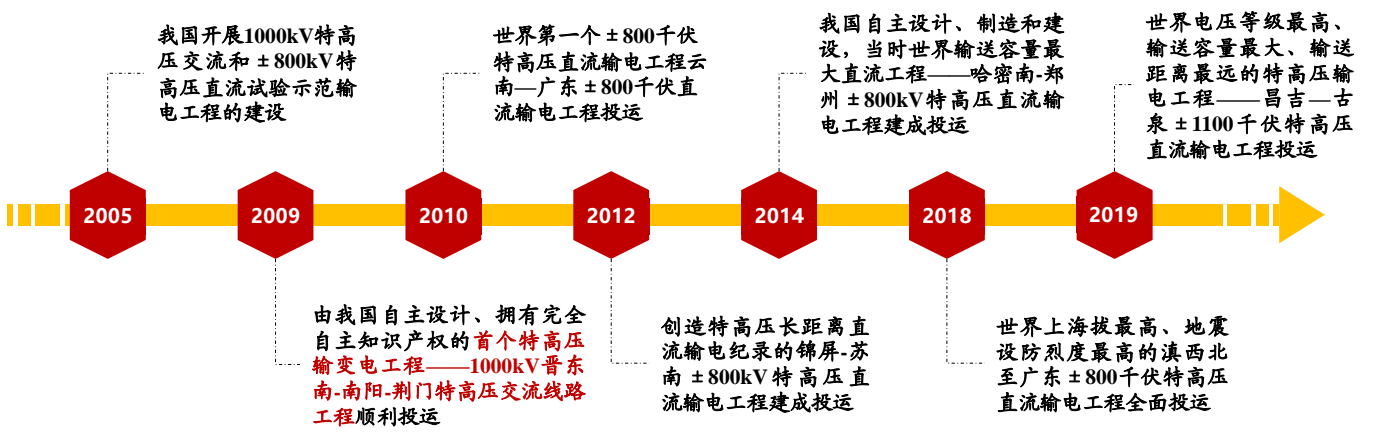 我国开展1000kV特高
压交流和±800kV特
高压直流试验示范输
电工程的建设
世界第一个±800千伏
特高压直流输电工程云
南—广东±800千伏直
流输电工程投运
我国自主设计、制造和建
设，当时世界输送容量最
大直流工程——哈密南-郑
州±800kV特高压直流输
电工程建成投运
世界电压等级最高、
输送容量最大、输送
距离最远的特高压输
电工程——昌吉—古
泉±1100千伏特高压
直流输电工程投运
2005
2009
2010
2012
2014
2018
2019
由我国自主设计、拥有完全
自主知识产权的首个特高压
输变电工程——1000kV晋东
南-南阳-荆门特高压交流线路
工程顺利投运
创造特高压长距离直
流输电纪录的锦屏-苏
南±800kV特高压直
流输电工程建成投运
世界上海拔最高、地震
设防烈度最高的滇西北
至广东±800千伏特高压
直流输电工程全面投运